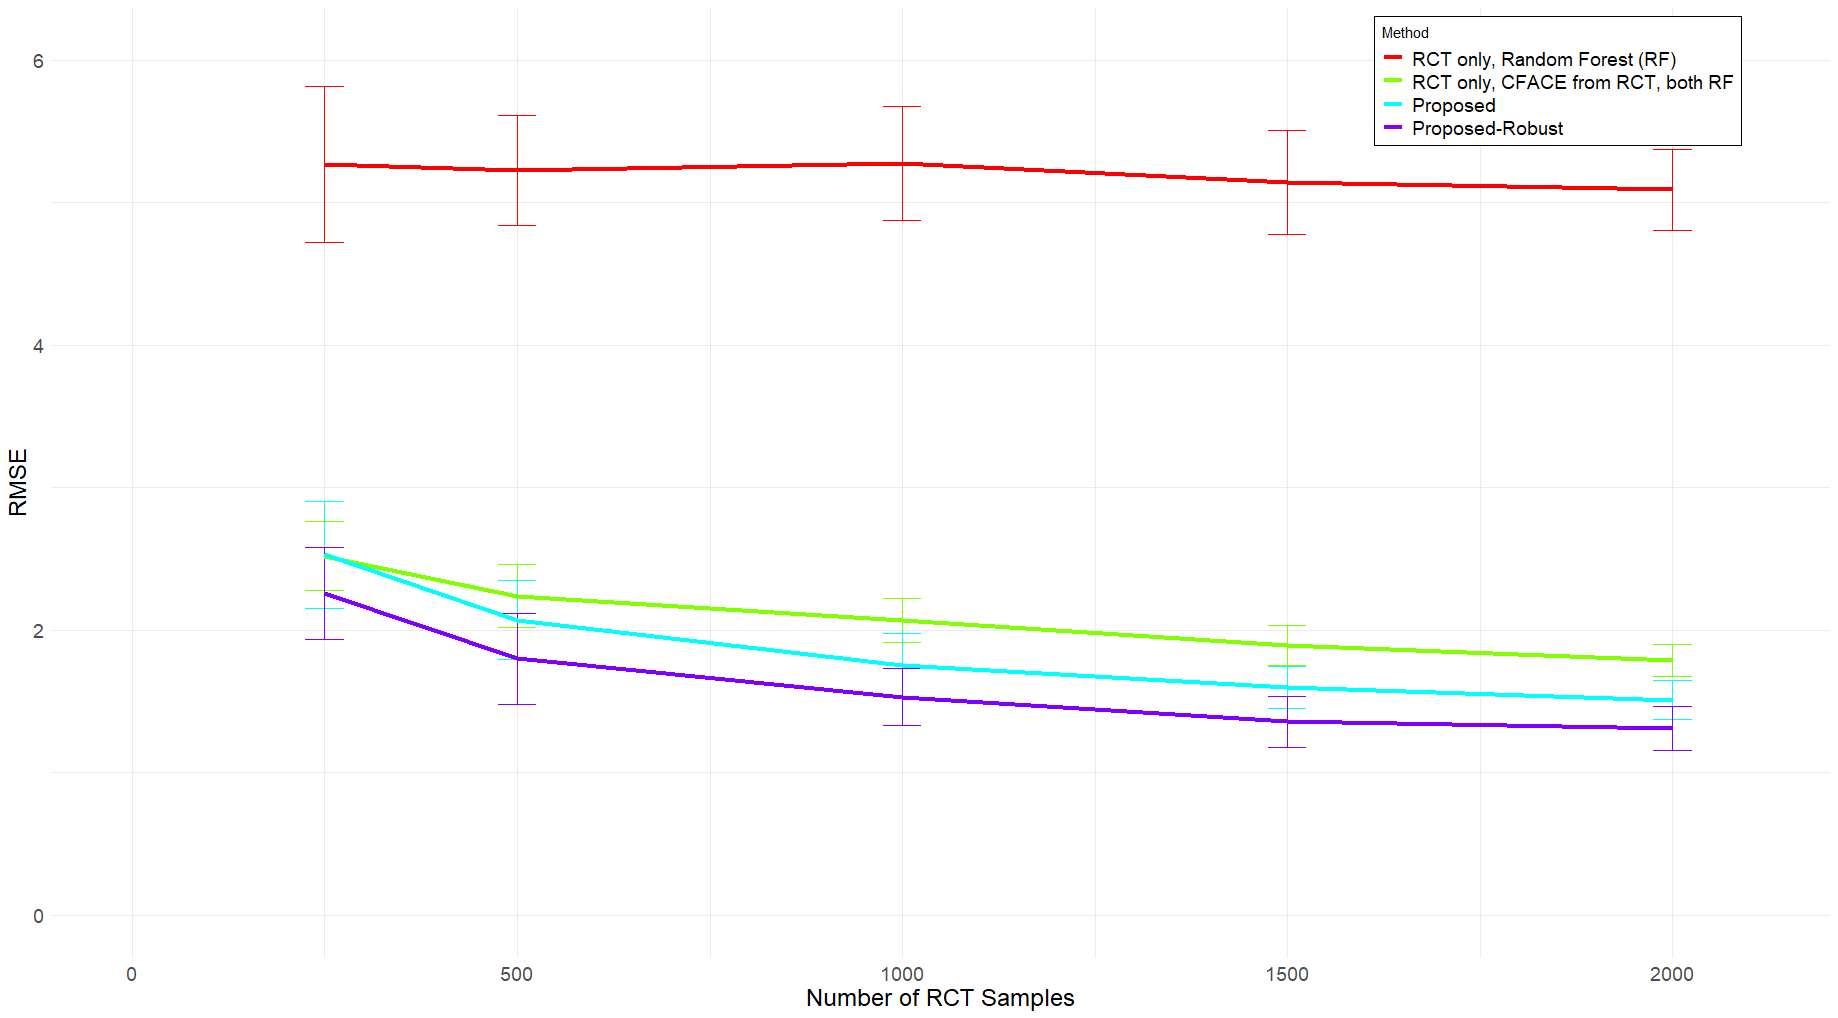 Method
RCT only, Random Forest (RF)
RCT only, CFACE from RCT, both RF
Proposed
Proposed-Robust
6
4
2
0
RMSE
0 500 1000 1500 2000
Number of RCT Samples